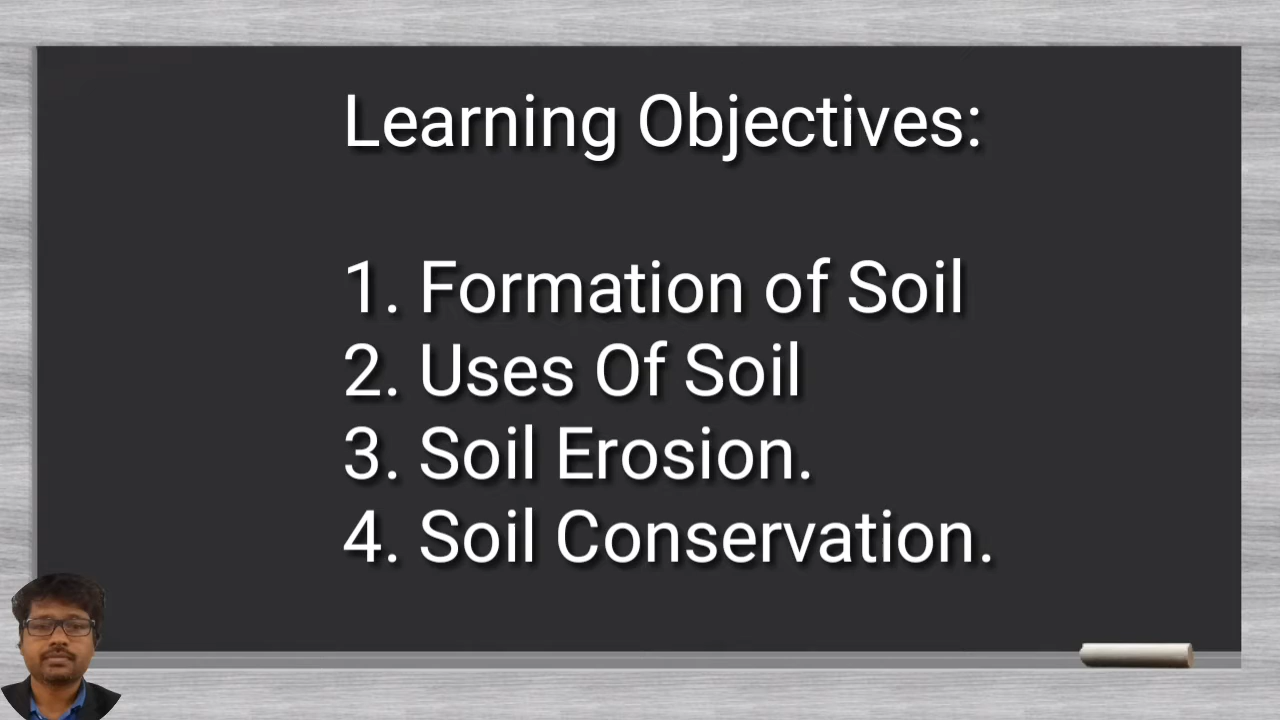 Learning Objectives:
1. Formation of Soil
2. Uses Of Soil
3. Soil Erosion.
4. Soil Conservation.